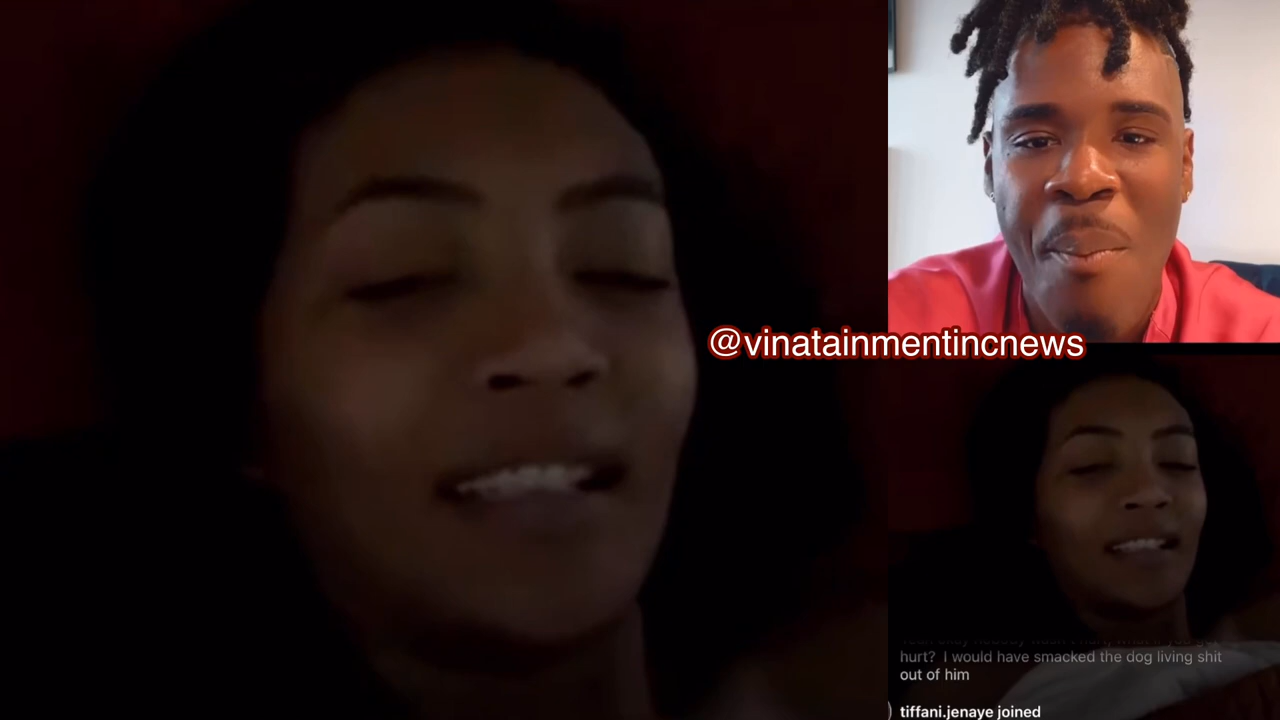 @vinatainmentincnews
hurt? I would have smacked the dog living shit
out of him
tiffani.jenaye joined